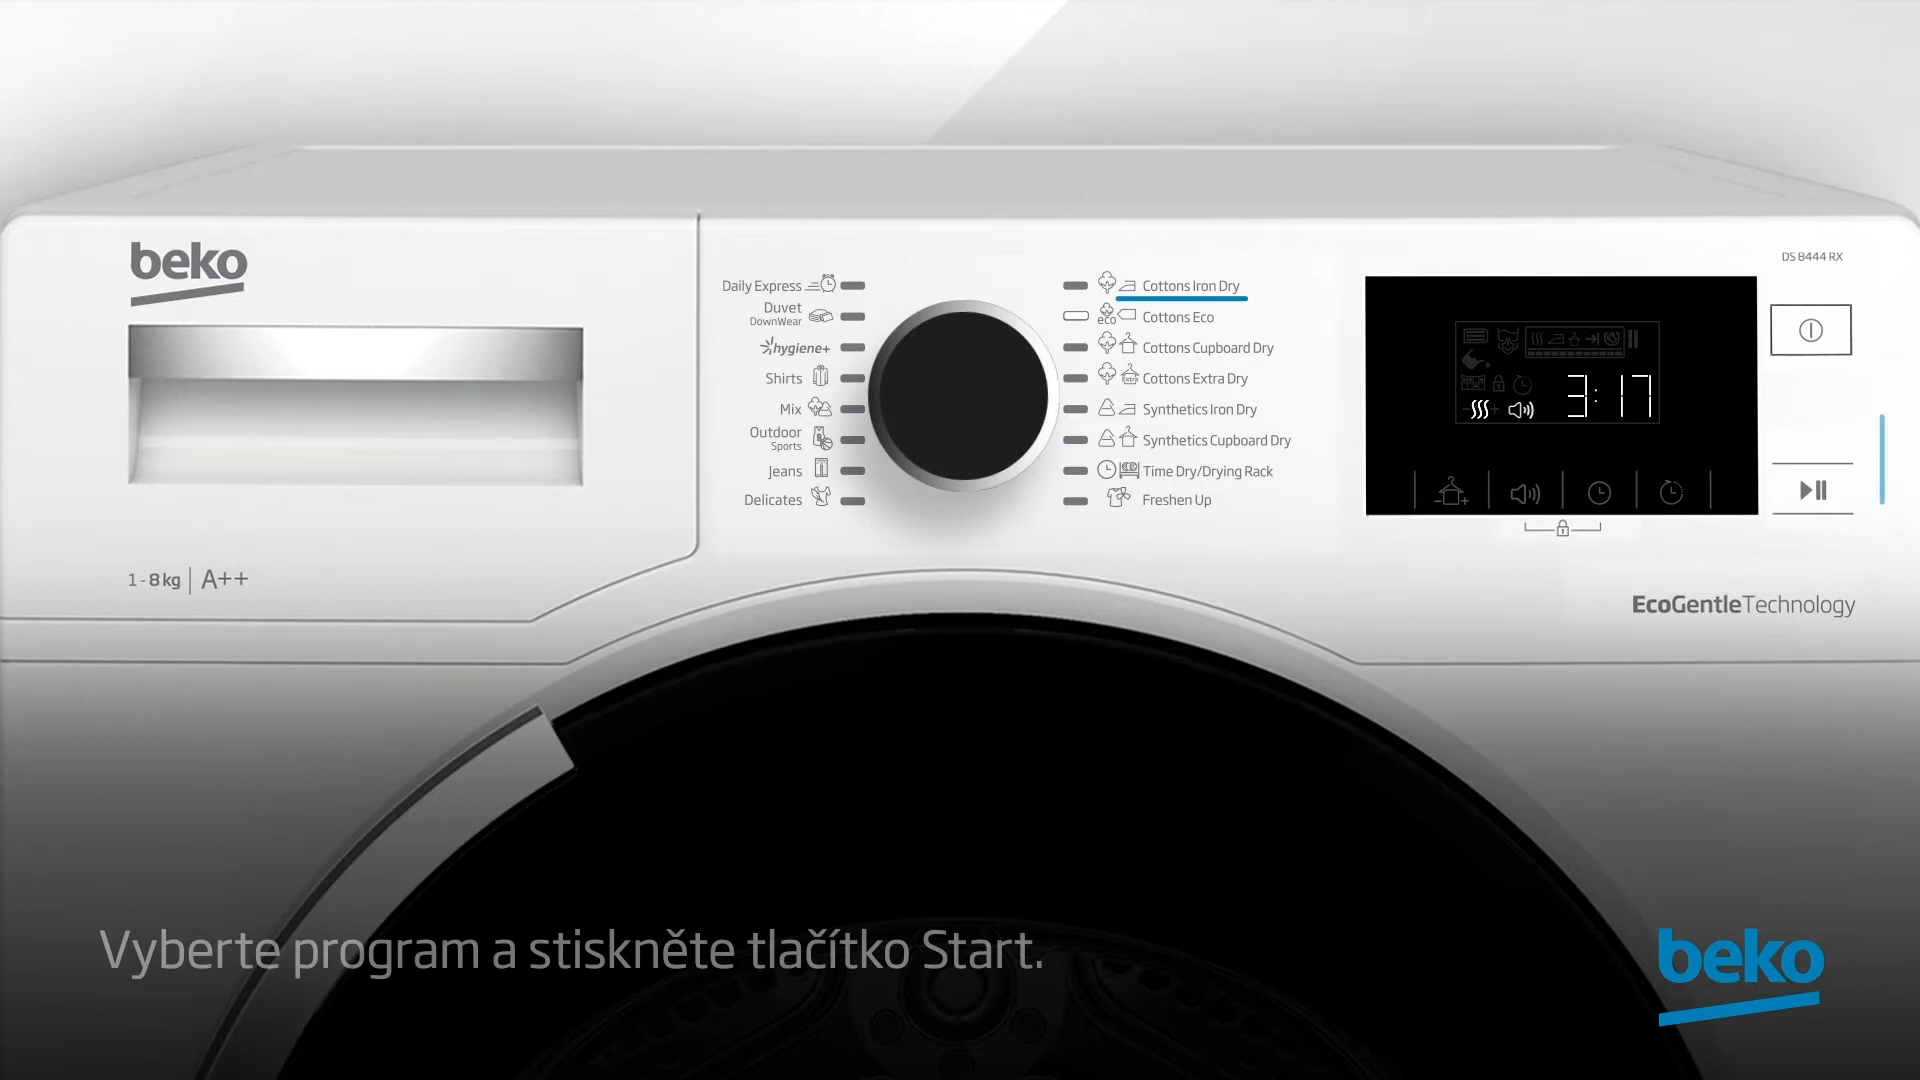 beko
DS 8444 RX
Daily Express
Duvet
DownWear
hygiene+
Shirts
Mix
Outdoor
Sports
Jeans
Delicates
Cottons Iron Dry
eco Cottons Eco
Cottons Cupboard Dry
Extra Cottons Extra Dry
Synthetics Iron Dry
Synthetics Cupboard Dry
Time Dry/Drying Rack
Freshen Up
3:17
1 - 8 kg | A++
EcoGentleTechnology
Vyberte program a stiskněte tlačítko Start.
beko